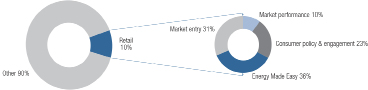 Market performance 10%
Market entry 31%
Retail
10%
Consumer policy & engagement 23%
Other 90%
Energy Made Easy 36%